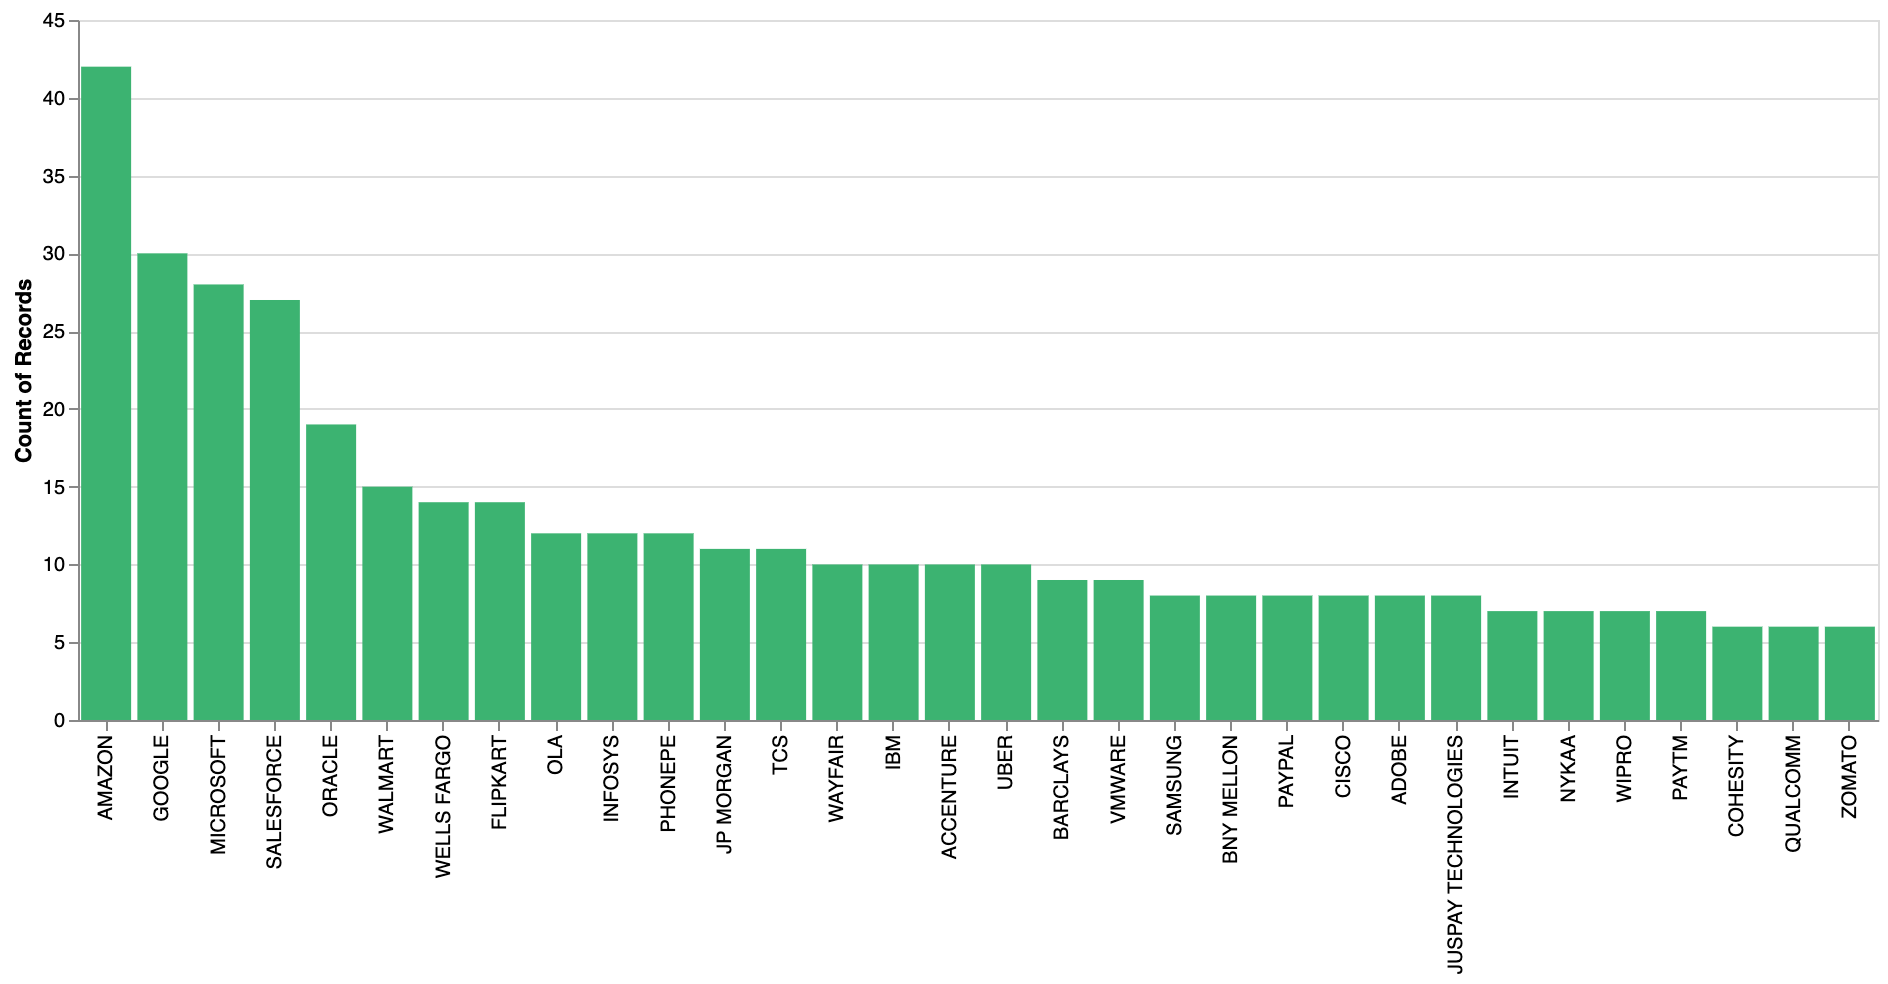 45
40
35
30
25
20
15
10
5
0
Count of Records
AMAZON
GOOGLE
MICROSOFT
SALESFORCE
ORACLE
WALMART
WELLS FARGO
FLIPKART
OLA
INFOSYS
PHONEPE
JP MORGAN
TCS
WAYFAIR
IBM
ACCENTURE
UBER
BARCLAYS
VMWARE
SAMSUNG
BNY MELLON
PAYPAL
CISCO
ADOBE
JUSPAY TECHNOLOGIES
INTUIT
NYKAA
WIPRO
PAYTM
COHESITY
QUALCOMM
ZOMATO